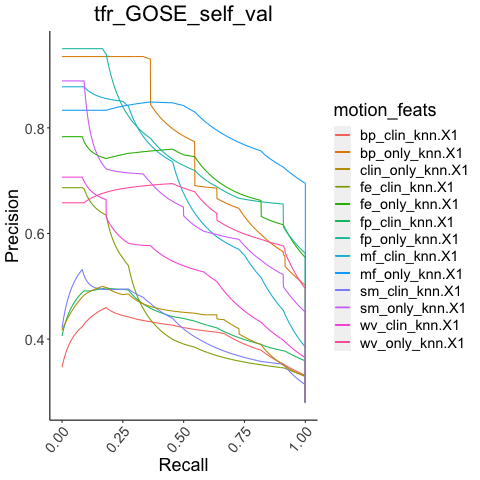 tfr_GOSE_self_val
Precision
0.8
0.6
0.4
0.00
0.25
0.50
0.75
1.00
Recall
motion_feats
bp_clin_knn.X1
bp_only_knn.X1
clin_only_knn.X1
fe_clin_knn.X1
fe_only_knn.X1
fp_clin_knn.X1
fp_only_knn.X1
mf_clin_knn.X1
mf_only_knn.X1
sm_clin_knn.X1
sm_only_knn.X1
wv_clin_knn.X1
wv_only_knn.X1